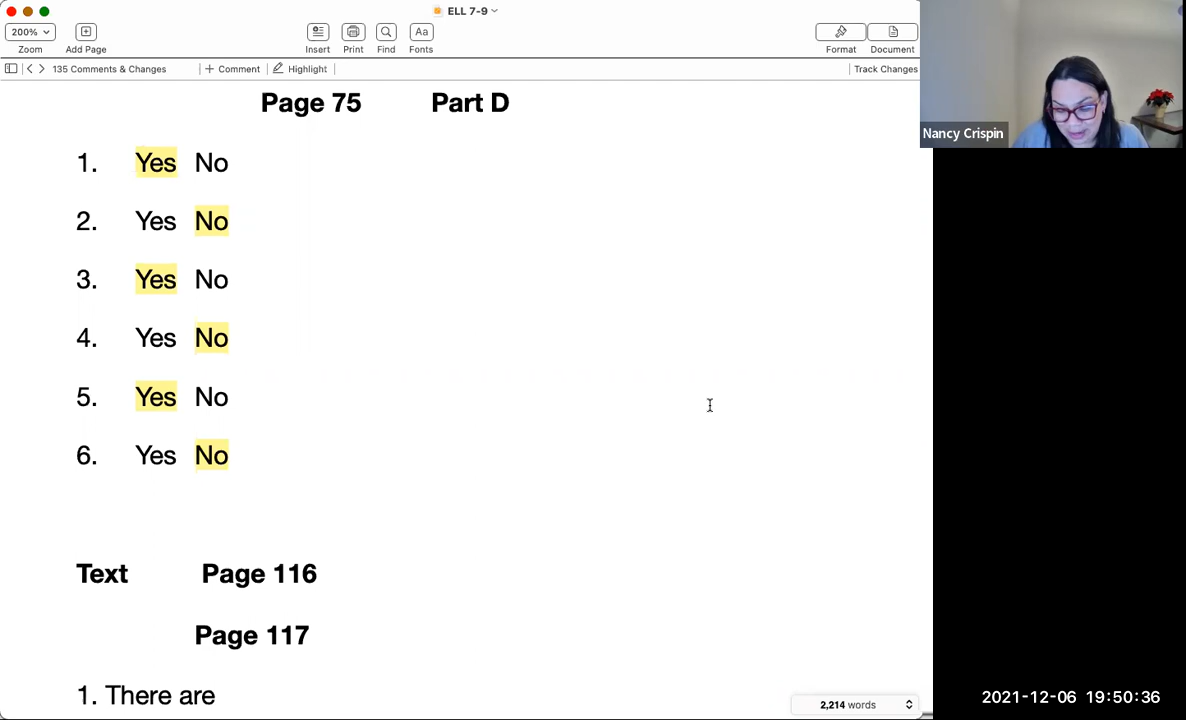 ELL 7-9
200%
Zoom
Add Page
Insert
Print
Find
Fonts
Format
Document
135 Comments & Changes
+ Comment
Highlight
Track Changes
Page 75 Part D
1. Yes No
2. Yes No
3. Yes No
4. Yes No
5. Yes No
6. Yes No
Text Page 116
Page 117
1. There are
2,214 words
Nancy Crispin
2021-12-06 19:50:36